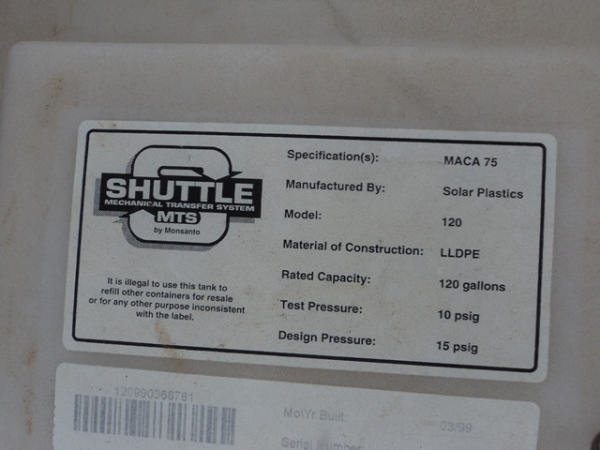 SHUTTLE
MECHANICAL TRANSFER SYSTEM
MTS
by Monsanto
It is illegal to use this tank to
refill other containers for resale
or for any other purpose inconsistent
with the label.
Specification(s): MACA 75
Manufactured By: Solar Plastics
Model: 120
Material of Construction: LLDPE
Rated Capacity: 120 gallons
Test Pressure: 10 psig
Design Pressure: 15 psig
120990366761
Mo\Yr Built: 03/99
Serial Number